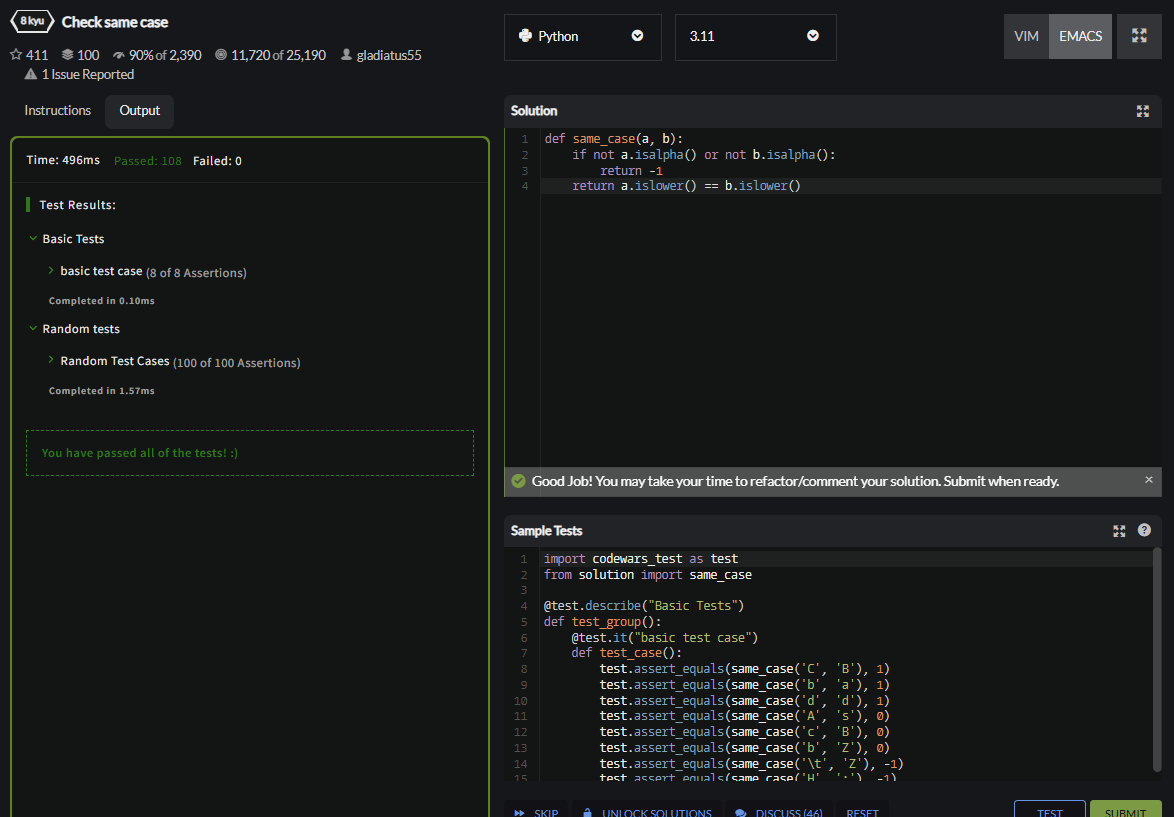 8 kyu Check same case
411 100 90% of 2,390 11,720 of 25,190 gladiatus55
1 Issue Reported
Instructions Output
Time: 496ms Passed: 108 Failed: 0
Test Results:
Basic Tests
basic test case (8 of 8 Assertions)
Completed in 0.10ms
Random tests
Random Test Cases (100 of 100 Assertions)
Completed in 1.57ms
You have passed all of the tests! :)
Python 3.11 VIM EMACS
Solution
1 def same_case(a, b):
2     if not a.isalpha() or not b.isalpha():
3         return -1
4     return a.islower() == b.islower()
Good Job! You may take your time to refactor/comment your solution. Submit when ready. ×
Sample Tests ?
1 import codewars_test as test
2 from solution import same_case
3
4 @test.describe("Basic Tests")
5 def test_group():
6     @test.it("basic test case")
7     def test_case():
8         test.assert_equals(same_case('C', 'B'), 1)
9         test.assert_equals(same_case('b', 'a'), 1)
10         test.assert_equals(same_case('d', 'd'), 1)
11         test.assert_equals(same_case('A', 's'), 0)
12         test.assert_equals(same_case('c', 'B'), 0)
13         test.assert_equals(same_case('b', 'Z'), 0)
14         test.assert_equals(same_case('\t', 'Z'), -1)
15         test.assert_equals(same_case('H', ':'), -1)
SKIP UNLOCK SOLUTIONS DISCUSS (46) RESET TEST SUBMIT